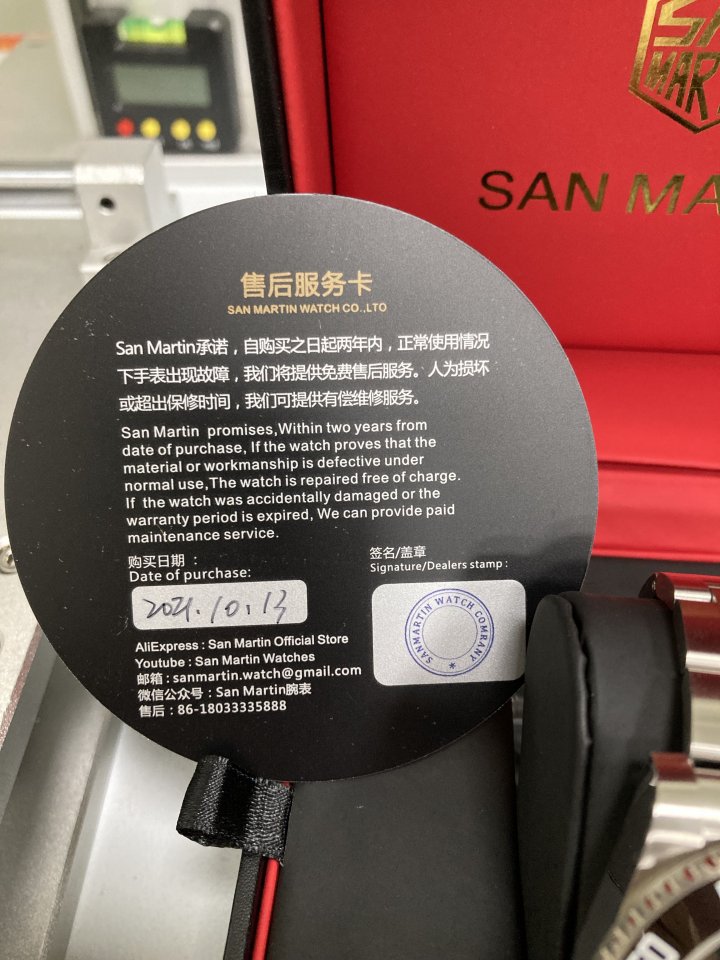 SAN MA
售后服务卡
SAN MARTIN WATCH CO.,LTO
San Martin承诺，自购买之日起两年内，正常使用情况
下手表出现故障，我们将提供免费售后服务。人为损坏
或超出保修时间，我们可提供有偿维修服务。
San Martin promises,Within two years from
date of purchase, If the watch proves that the
material or workmanship is defective under
normal use,The watch is repaired free of charge.
If the watch was accidentally damaged or the
warranty period is expired, We can provide paid
maintenance service.
购买日期：
Date of purchase:
2021.10.13
签名/盖章
Signature/Dealers stamp:
SANMARTIN WATCH COMRANY
AliExpress : San Martin Official Store
Youtube : San Martin Watches
邮箱 : sanmartin.watch@gmail.com
微信公众号 : San Martin腕表
售后 : 86-18033335888